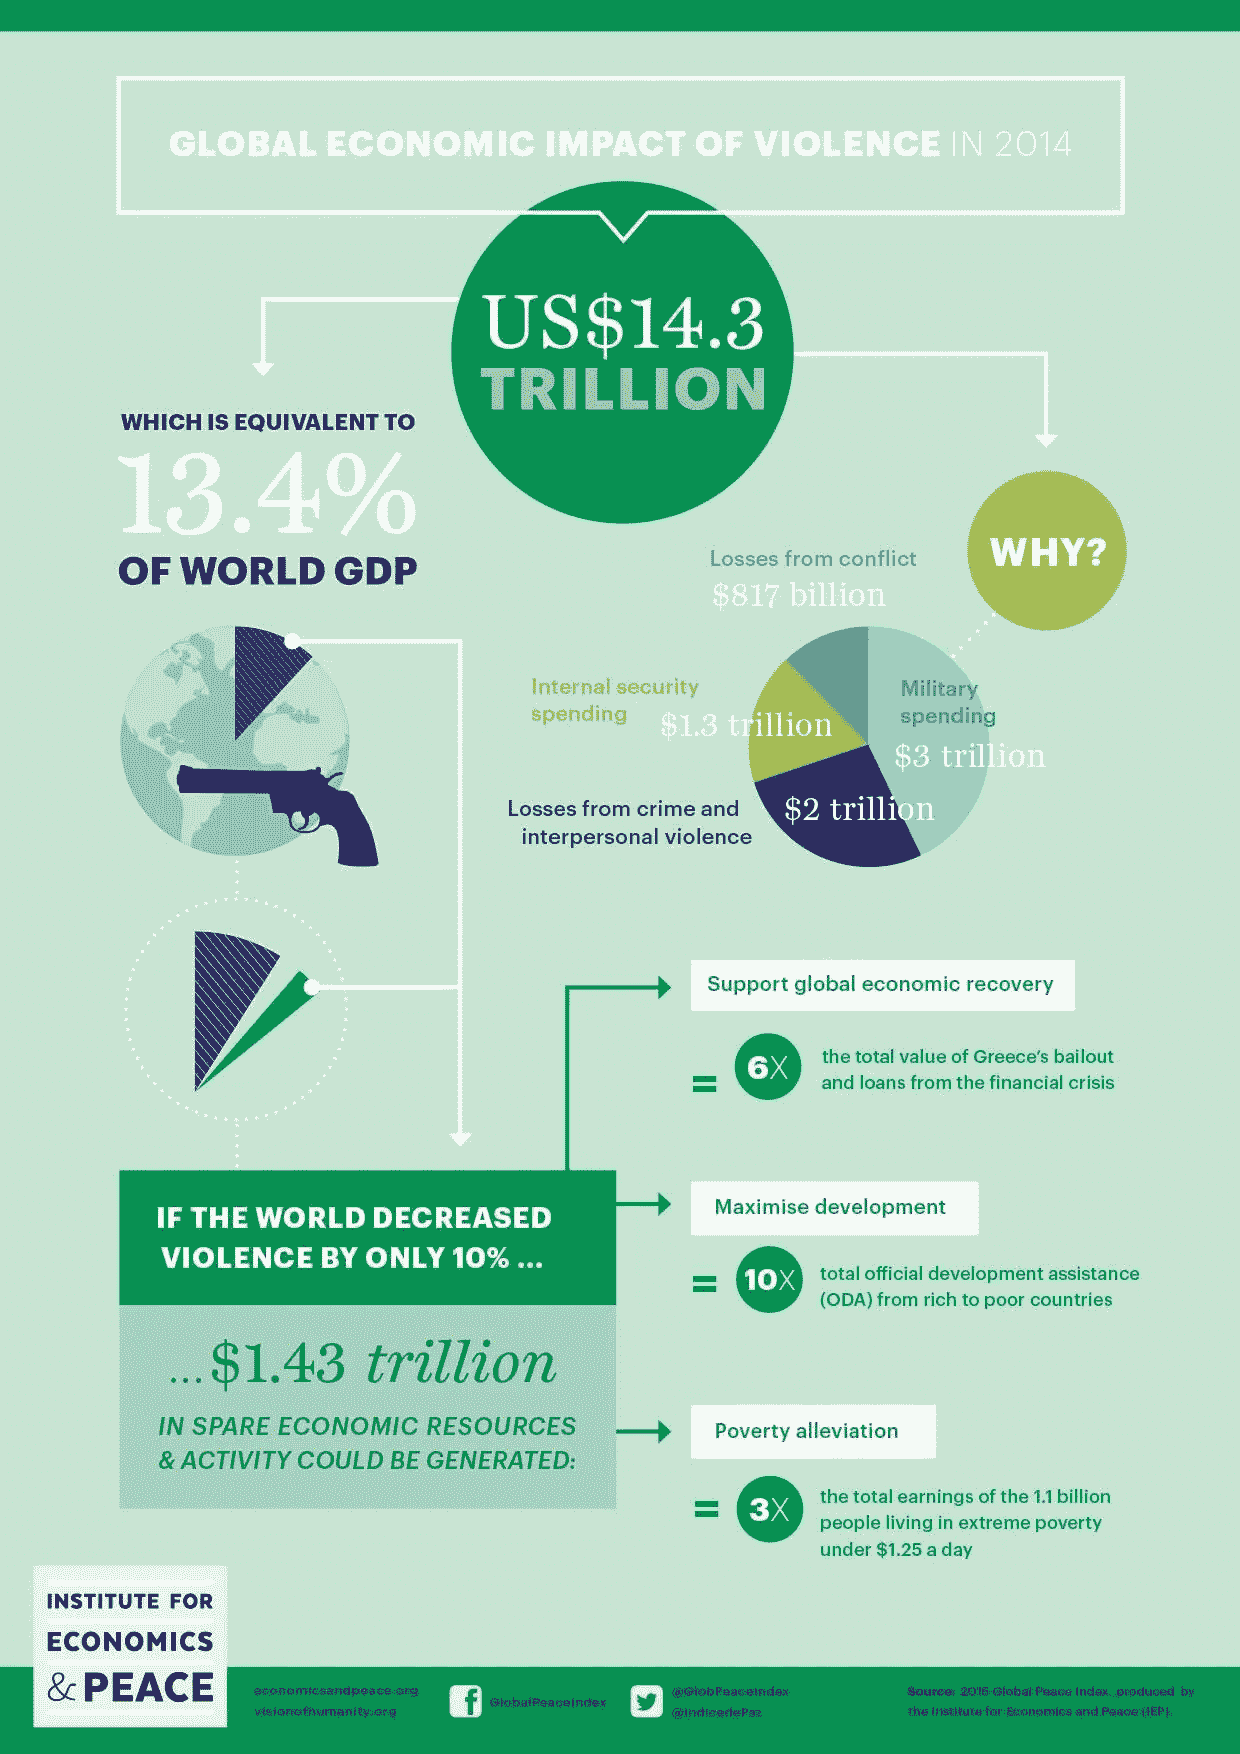 GLOBAL ECONOMIC IMPACT OF VIOLENCE IN 2014
US$14.3
TRILLION
WHICH IS EQUIVALENT TO
13.4%
OF WORLD GDP
WHY?
Losses from conflict
$817 billion
Internal security
spending
$1.3 trillion
Military
spending
$3 trillion
Losses from crime and
interpersonal violence
$2 trillion
IF THE WORLD DECREASED
VIOLENCE BY ONLY 10% ...
...$1.43 trillion
IN SPARE ECONOMIC RESOURCES
& ACTIVITY COULD BE GENERATED:
Support global economic recovery
= 6X
the total value of Greece's bailout
and loans from the financial crisis
Maximise development
= 10X
total official development assistance
(ODA) from rich to poor countries
Poverty alleviation
= 3X
the total earnings of the 1.1 billion
people living in extreme poverty
under $1.25 a day
INSTITUTE FOR
ECONOMICS
& PEACE
economicsandpeace.org
visionofhumanity.org
f
GlobalPeaceIndex
@GlobPeaceIndex
@IndicedePaz
Source: Global Peace Index, produced by
the Institute for Economics and Peace (IEP).